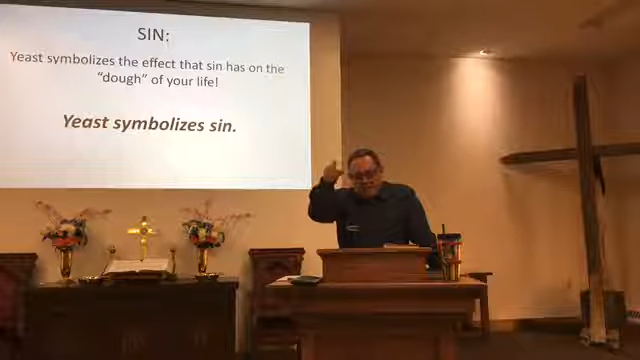 SIN:
Yeast symbolizes the effect that sin has on the
"dough" of your life!
Yeast symbolizes sin.